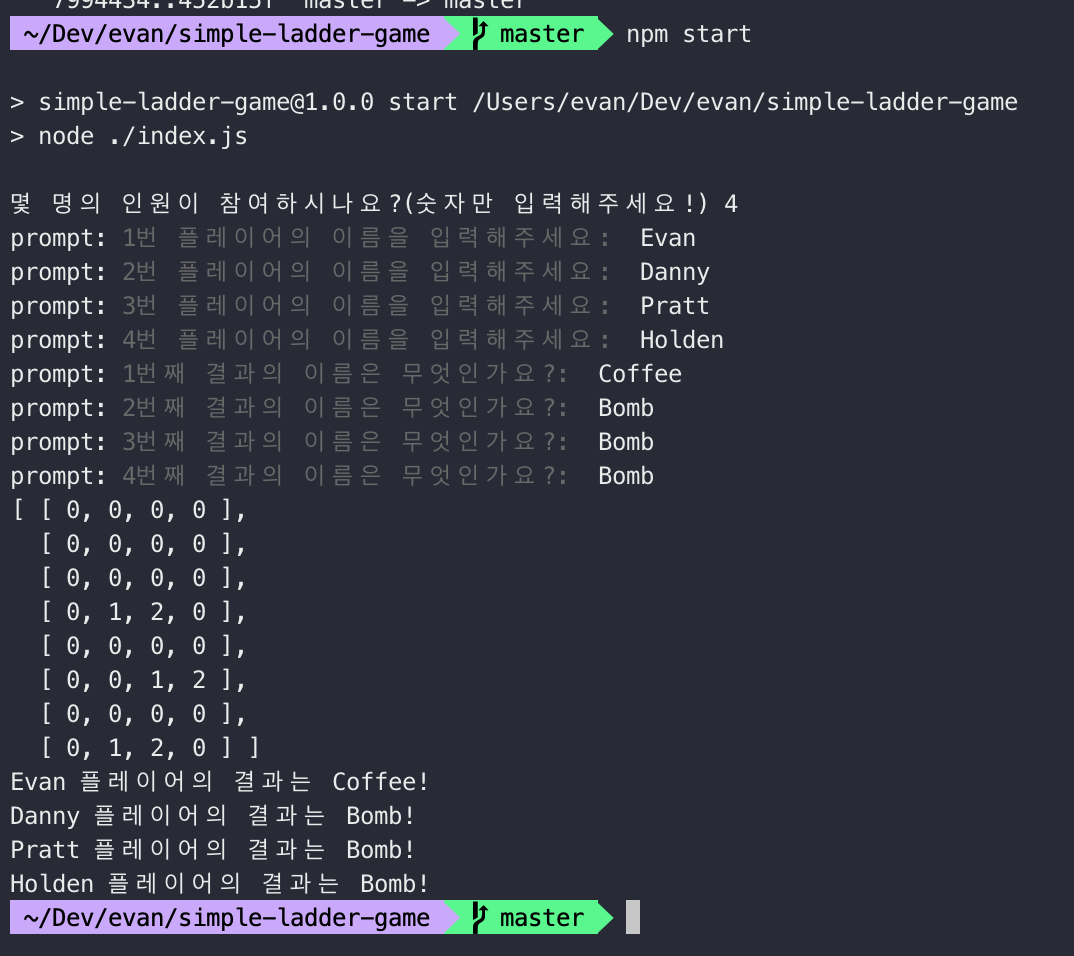 7994434..452b15f  master -> master
~/Dev/evan/simple-ladder-game master npm start
> simple-ladder-game@1.0.0 start /Users/evan/Dev/evan/simple-ladder-game
> node ./index.js
몇 명의 인원이 참여하시나요?(숫자만 입력해주세요!) 4
prompt: 1번 플레이어의 이름을 입력해주세요:  Evan
prompt: 2번 플레이어의 이름을 입력해주세요:  Danny
prompt: 3번 플레이어의 이름을 입력해주세요:  Pratt
prompt: 4번 플레이어의 이름을 입력해주세요:  Holden
prompt: 1번째 결과의 이름은 무엇인가요?:  Coffee
prompt: 2번째 결과의 이름은 무엇인가요?:  Bomb
prompt: 3번째 결과의 이름은 무엇인가요?:  Bomb
prompt: 4번째 결과의 이름은 무엇인가요?:  Bomb
[ [ 0, 0, 0, 0 ],
[ 0, 0, 0, 0 ],
[ 0, 0, 0, 0 ],
[ 0, 1, 2, 0 ],
[ 0, 0, 0, 0 ],
[ 0, 0, 1, 2 ],
[ 0, 0, 0, 0 ],
[ 0, 1, 2, 0 ] ]
Evan 플레이어의 결과는 Coffee!
Danny 플레이어의 결과는 Bomb!
Pratt 플레이어의 결과는 Bomb!
Holden 플레이어의 결과는 Bomb!
~/Dev/evan/simple-ladder-game master